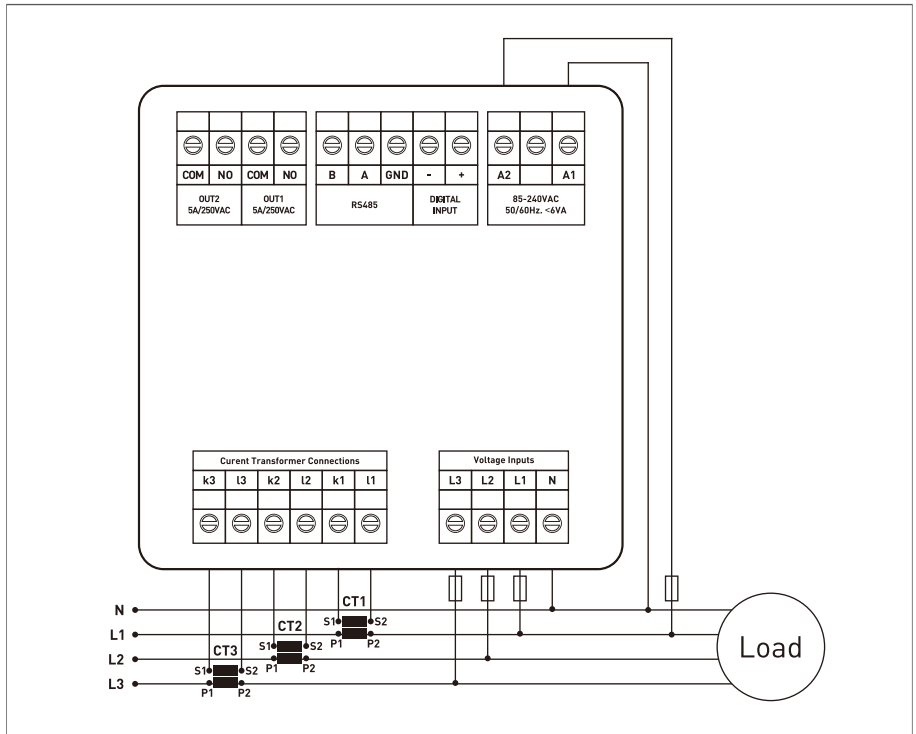 COM NO COM NO
B A GND - +
A2 A1
OUT2 OUT1
5A/250VAC 5A/250VAC
RS485
DIGITAL
INPUT
85-240VAC
50/60Hz. <6VA
Curent Transformer Connections
k3 l3 k2 l2 k1 l1
Voltage Inputs
L3 L2 L1 N
N
L1
L2
L3
CT1
S1 S2
P1 P2
CT2
S1 S2
P1 P2
CT3
S1 S2
P1 P2
Load